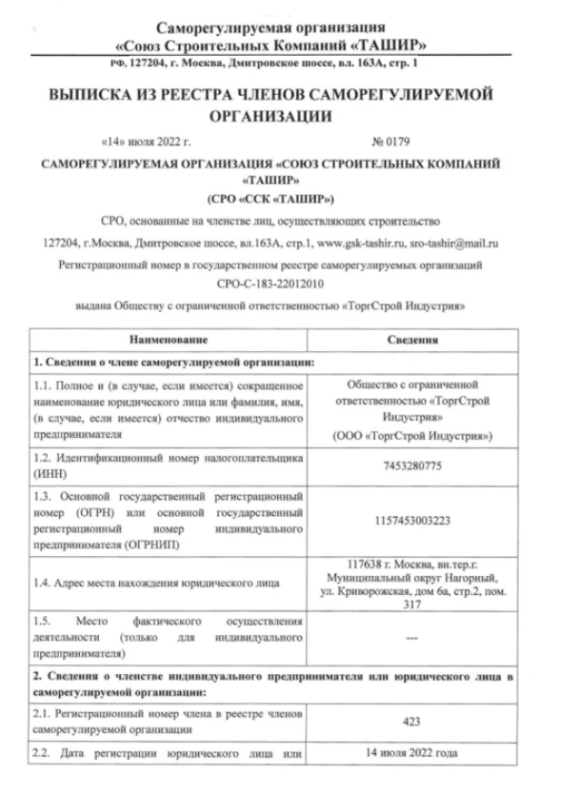 Саморегулируемая организация
«Союз Строительных Компаний «ТАШИР»
РФ, 127204, г. Москва, Дмитровское шоссе, вл. 163А, стр. 1
ВЫПИСКА ИЗ РЕЕСТРА ЧЛЕНОВ САМОРЕГУЛИРУЕМОЙ
ОРГАНИЗАЦИИ
«14» июля 2022 г. № 0179
САМОРЕГУЛИРУЕМАЯ ОРГАНИЗАЦИЯ «СОЮЗ СТРОИТЕЛЬНЫХ КОМПАНИЙ
«ТАШИР»
(СРО «ССК «ТАШИР»)
СРО, основанные на членстве лиц, осуществляющих строительство
127204, г.Москва, Дмитровское шоссе, вл.163А, стр.1, www.gsk-tashir.ru, sro-tashir@mail.ru
Регистрационный номер в государственном реестре саморегулируемых организаций
СРО-С-183-22012010
выдана Обществу с ограниченной ответственностью «ТоргСтрой Индустрия»
Наименование Сведения
1. Сведения о члене саморегулируемой организации:
1.1. Полное и (в случае, если имеется) сокращенное
наименование юридического лица или фамилия, имя,
(в случае, если имеется) отчество индивидуального
предпринимателя
Общество с ограниченной
ответственностью «ТоргСтрой
Индустрия»
(ООО «ТоргСтрой Индустрия»)
1.2. Идентификационный номер налогоплательщика
(ИНН)
7453280775
1.3. Основной государственный регистрационный
номер (ОГРН) или основной государственный
регистрационный номер индивидуального
предпринимателя (ОГРНИП)
1157453003223
1.4. Адрес места нахождения юридического лица
117638 г. Москва, вн.тер.г.
Муниципальный округ Нагорный,
ул. Криворожская, дом 6а, стр.2, пом.
317
1.5. Место фактического осуществления
деятельности (только для индивидуального
предпринимателя)
---
2. Сведения о членстве индивидуального предпринимателя или юридического лица в
саморегулируемой организации:
2.1. Регистрационный номер члена в реестре членов
саморегулируемой организации
423
2.2. Дата регистрации юридического лица или
14 июля 2022 года